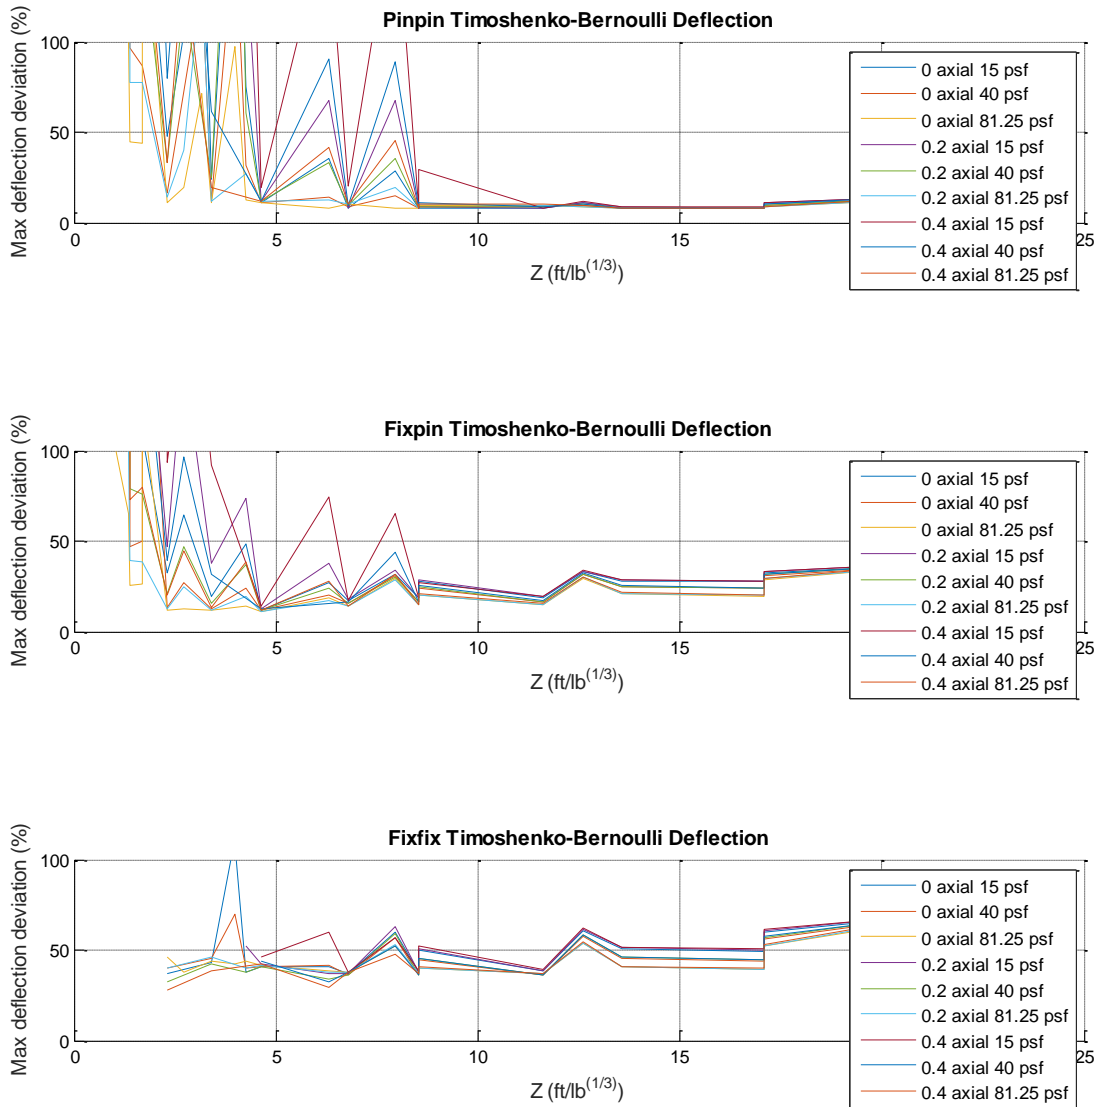 Pinpin Timoshenko-Bernoulli Deflection
Max deflection deviation (%)
100
50
0
0 5 10 15 25
Z (ft/lb^(1/3))
0 axial 15 psf
0 axial 40 psf
0 axial 81.25 psf
0.2 axial 15 psf
0.2 axial 40 psf
0.2 axial 81.25 psf
0.4 axial 15 psf
0.4 axial 40 psf
0.4 axial 81.25 psf
Fixpin Timoshenko-Bernoulli Deflection
Max deflection deviation (%)
100
50
0
0 5 10 15 25
Z (ft/lb^(1/3))
0 axial 15 psf
0 axial 40 psf
0 axial 81.25 psf
0.2 axial 15 psf
0.2 axial 40 psf
0.2 axial 81.25 psf
0.4 axial 15 psf
0.4 axial 40 psf
0.4 axial 81.25 psf
Fixfix Timoshenko-Bernoulli Deflection
Max deflection deviation (%)
100
50
0
0 5 10 15 25
Z (ft/lb^(1/3))
0 axial 15 psf
0 axial 40 psf
0 axial 81.25 psf
0.2 axial 15 psf
0.2 axial 40 psf
0.2 axial 81.25 psf
0.4 axial 15 psf
0.4 axial 40 psf
0.4 axial 81.25 psf